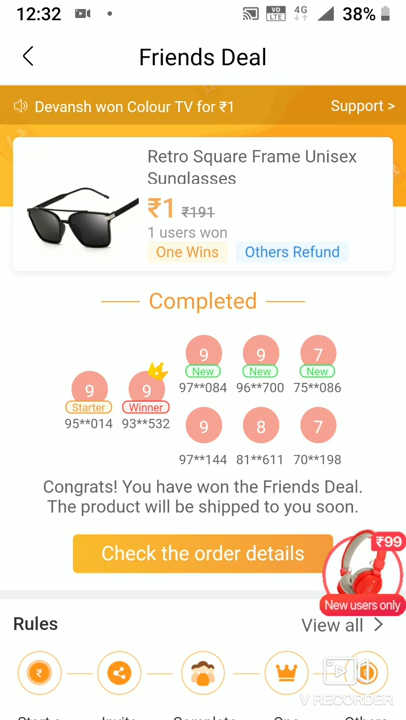 12:32
VO
LTE
4G
38%
Friends Deal
Devansh won Colour TV for ₹1
Support >
Retro Square Frame Unisex
Sunglasses
₹1 ₹191
1 users won
One Wins Others Refund
Completed
9
New
97**084
9
New
96**700
7
New
75**086
9
Starter
95**014
9
Winner
93**532
9
97**144
8
81**611
7
70**198
Congrats! You have won the Friends Deal.
The product will be shipped to you soon.
Check the order details
₹99
New users only
Rules
View all >
₹
V RECORDER